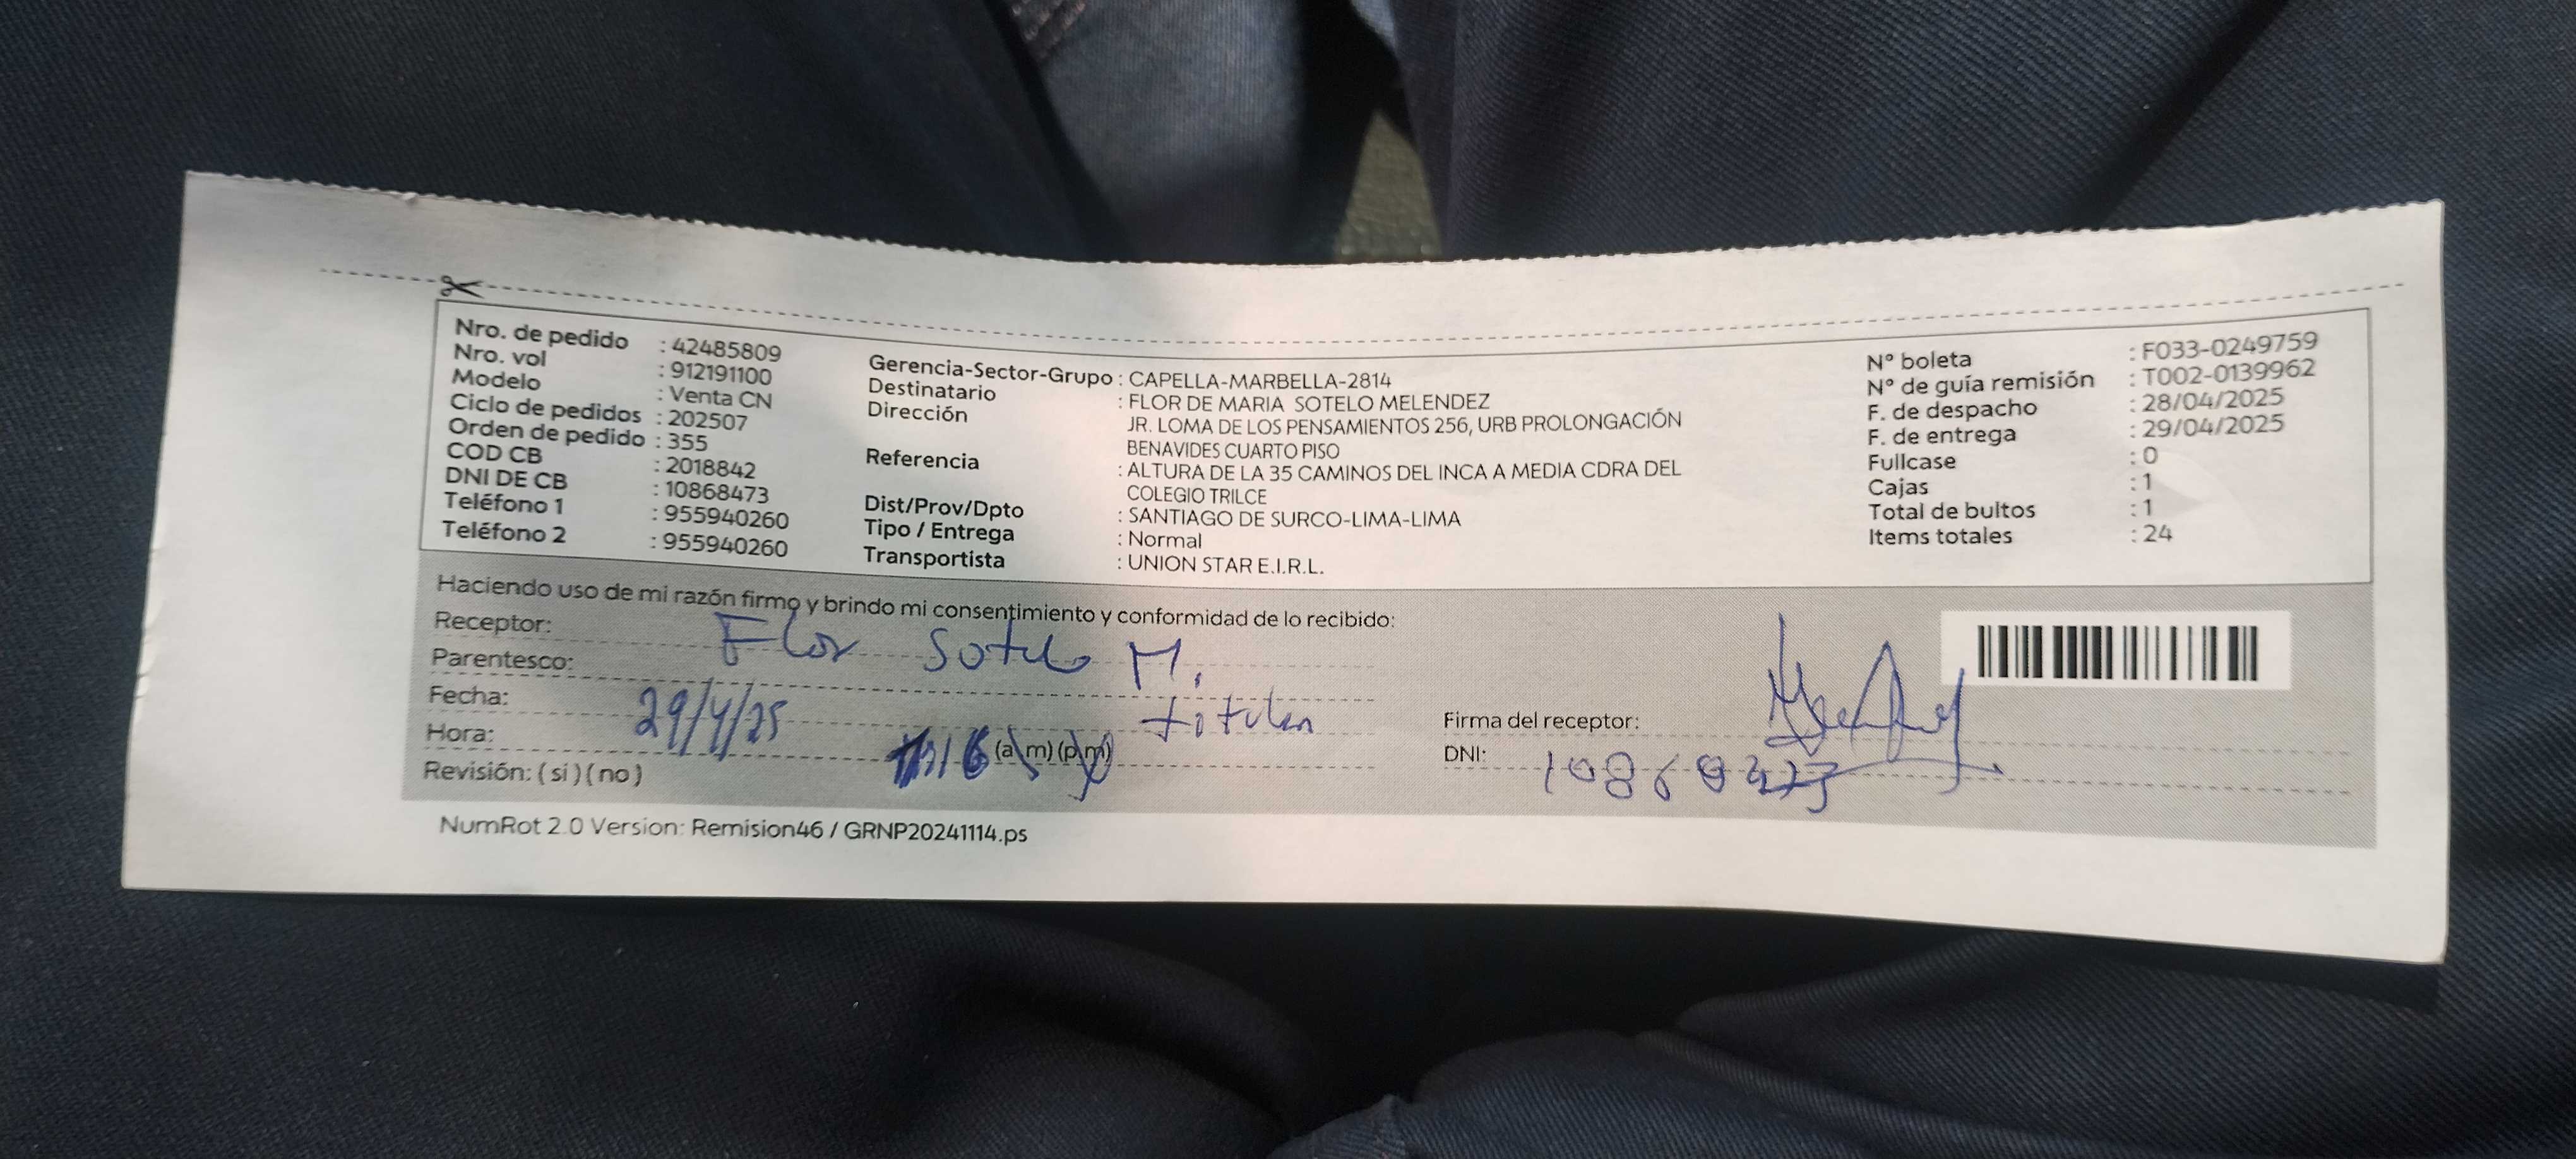 Nro. de pedido : 42485809
Nro. vol : 912191100
Modelo : Venta CN
Ciclo de pedidos : 202507
Orden de pedido : 355
COD CB : 2018842
DNI DE CB : 10868473
Teléfono 1 : 955940260
Teléfono 2 : 955940260
Gerencia-Sector-Grupo : CAPELLA-MARBELLA-2814
Destinatario : FLOR DE MARIA SOTELO MELENDEZ
Dirección JR. LOMA DE LOS PENSAMIENTOS 256, URB PROLONGACIÓN
BENAVIDES CUARTO PISO
Referencia : ALTURA DE LA 35 CAMINOS DEL INCA A MEDIA CDRA DEL
COLEGIO TRILCE
Dist/Prov/Dpto : SANTIAGO DE SURCO-LIMA-LIMA
Tipo / Entrega : Normal
Transportista : UNION STAR E.I.R.L.
N° boleta : F033-0249759
N° de guía remisión : T002-0139962
F. de despacho : 28/04/2025
F. de entrega : 29/04/2025
Fullcase : 0
Cajas : 1
Total de bultos : 1
Items totales : 24
Haciendo uso de mi razón firmo y brindo mi consentimiento y conformidad de lo recibido:
Receptor: Flor Sotelo M.
Parentesco: titular
Fecha: 29/4/25
Hora: (a.m) (p.m)
Revisión: ( si ) ( no )
Firma del receptor:
DNI:
NumRot 2.0 Version: Remision46 / GRNP20241114.ps